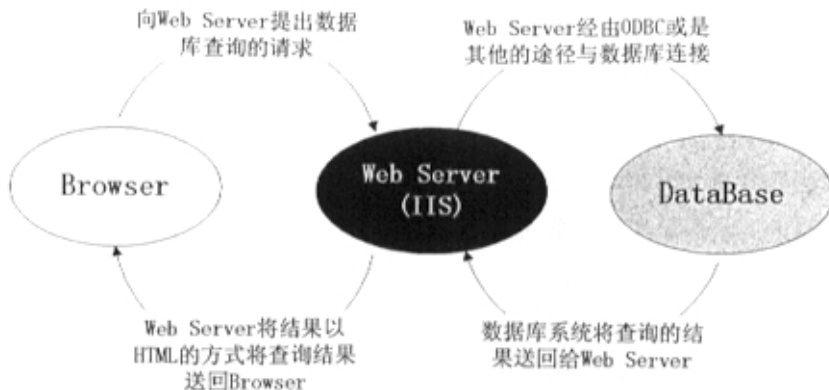 向Web Server提出数据
库查询的请求
Web Server经由ODBC或是
其他的途径与数据库连接
Browser
Web Server
(IIS)
DataBase
Web Server将结果以
HTML的方式将查询结果
送回Browser
数据库系统将查询的结
果送回给Web Server